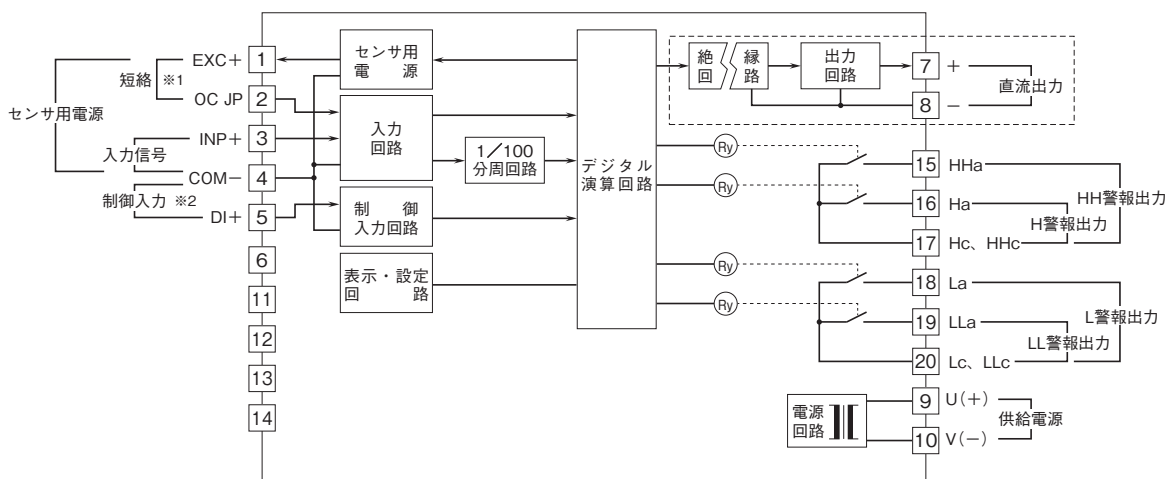 センサ用電源
短絡
※1
入力信号
制御入力 ※2
EXC+
OC JP
INP+
COM−
DI+
1
2
3
4
5
6
11
12
13
14
センサ用
電源
入力
回路
1/100
分周回路
制御
入力回路
表示・設定
回路
デジタル
演算回路
絶縁
回路
出力
回路
Ry
Ry
Ry
Ry
電源
回路
7 +
8 −
直流出力
15 HHa
16 Ha
17 Hc、HHc
H警報出力
HH警報出力
18 La
19 LLa
20 Lc、LLc
LL警報出力
L警報出力
9 U(+)
10 V(−)
供給電源